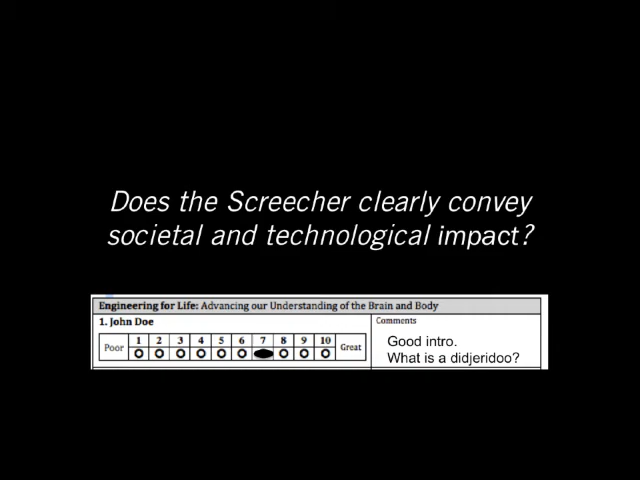 Does the Screecher clearly convey
societal and technological impact?
Engineering for Life: Advancing our Understanding of the Brain and Body
1. John Doe
Comments
Poor 1 2 3 4 5 6 7 8 9 10 Great
Good intro.
What is a didjeridoo?